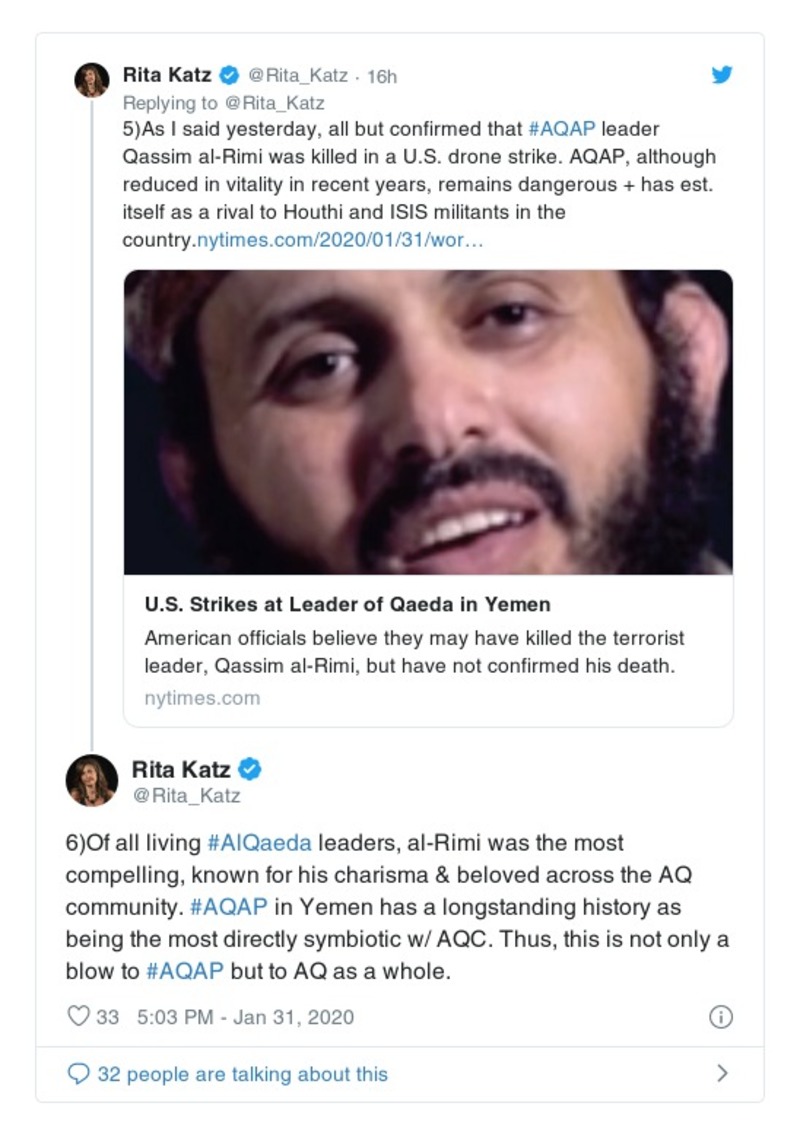 Rita Katz @Rita_Katz · 16h
Replying to @Rita_Katz
5)As I said yesterday, all but confirmed that #AQAP leader
Qassim al-Rimi was killed in a U.S. drone strike. AQAP, although
reduced in vitality in recent years, remains dangerous + has est.
itself as a rival to Houthi and ISIS militants in the
country.nytimes.com/2020/01/31/wor…
U.S. Strikes at Leader of Qaeda in Yemen
American officials believe they may have killed the terrorist
leader, Qassim al-Rimi, but have not confirmed his death.
nytimes.com
Rita Katz
@Rita_Katz
6)Of all living #AlQaeda leaders, al-Rimi was the most
compelling, known for his charisma & beloved across the AQ
community. #AQAP in Yemen has a longstanding history as
being the most directly symbiotic w/ AQC. Thus, this is not only a
blow to #AQAP but to AQ as a whole.
33 5:03 PM - Jan 31, 2020
32 people are talking about this